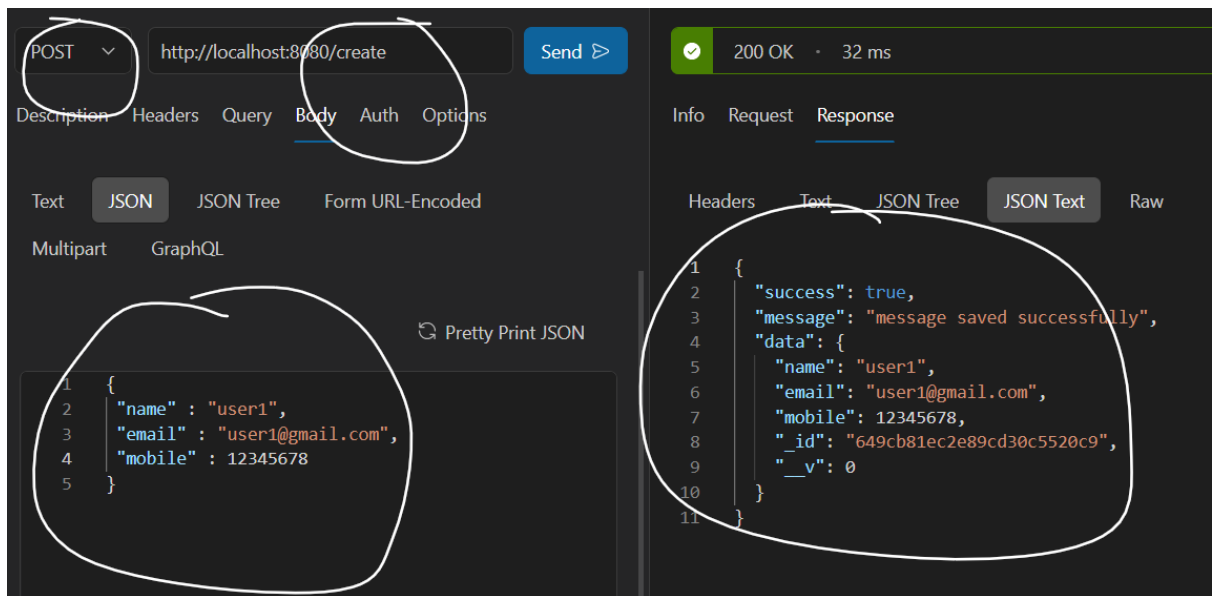 POST
http://localhost:8080/create
Send
200 OK • 32 ms
Description Headers Query Body Auth Options
Info Request Response
Text JSON JSON Tree Form URL-Encoded
Multipart GraphQL
Headers Text JSON Tree JSON Text Raw
Pretty Print JSON
1 {
2 "name" : "user1",
3 "email" : "user1@gmail.com",
4 "mobile" : 12345678
5 }
1 {
2 "success": true,
3 "message": "message saved successfully",
4 "data": {
5 "name": "user1",
6 "email": "user1@gmail.com",
7 "mobile": 12345678,
8 "_id": "649cb81ec2e89cd30c5520c9",
9 "__v": 0
10 }
11 }